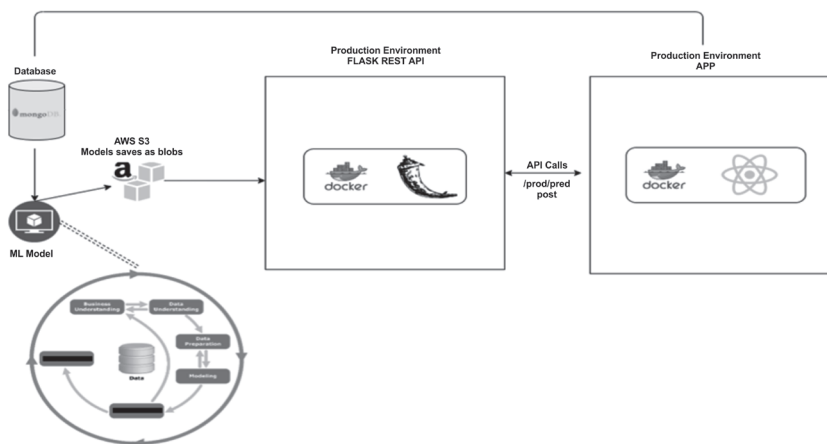 Production Environment
FLASK REST API
Production Environment
APP
Database
mongoDB
AWS S3
Models saves as blobs
a
docker
API Calls
/prod/pred
post
docker
ML Model
Business
Understanding
Data
Understanding
Data
Preparation
Modeling
Data